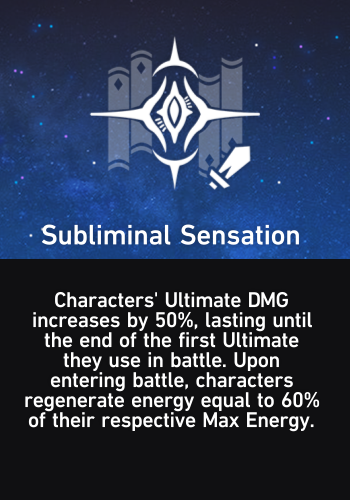 Subliminal Sensation
Characters' Ultimate DMG
increases by 50%, lasting until
the end of the first Ultimate
they use in battle. Upon
entering battle, characters
regenerate energy equal to 60%
of their respective Max Energy.